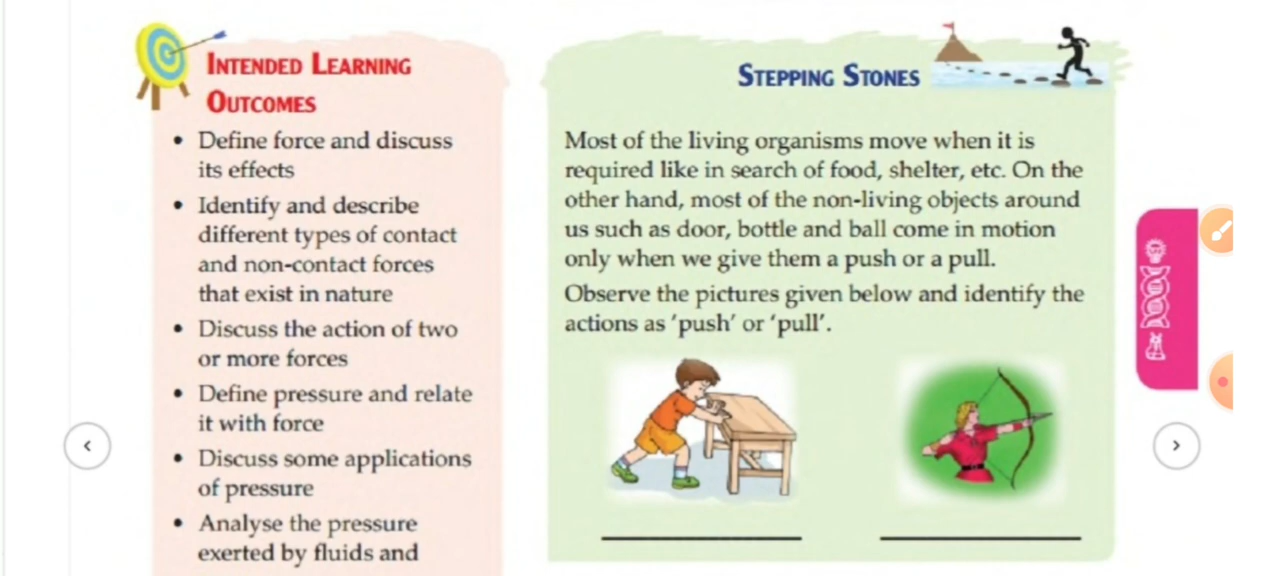 INTENDED LEARNING
OUTCOMES
• Define force and discuss
its effects
• Identify and describe
different types of contact
and non-contact forces
that exist in nature
• Discuss the action of two
or more forces
• Define pressure and relate
it with force
• Discuss some applications
of pressure
• Analyse the pressure
exerted by fluids and
STEPPING STONES
Most of the living organisms move when it is
required like in search of food, shelter, etc. On the
other hand, most of the non-living objects around
us such as door, bottle and ball come in motion
only when we give them a push or a pull.
Observe the pictures given below and identify the
actions as ‘push’ or ‘pull’.